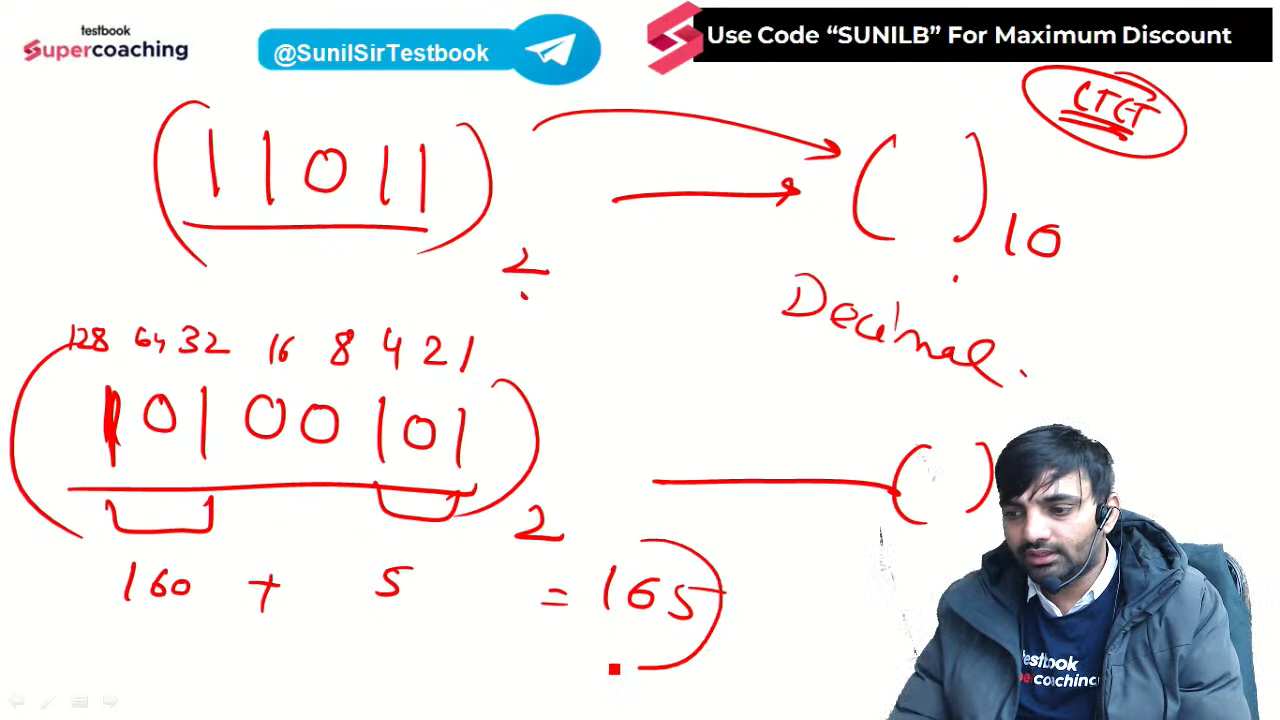 testbook
Supercoaching
@SunilSirTestbook
Use Code “SUNILB” For Maximum Discount
CTCT
(11011)2 → ( )10
Decimal.
128 64 32 16 8 4 2 1
(10100101)2 ( )
160 + 5 = 165
testbook
supercoaching